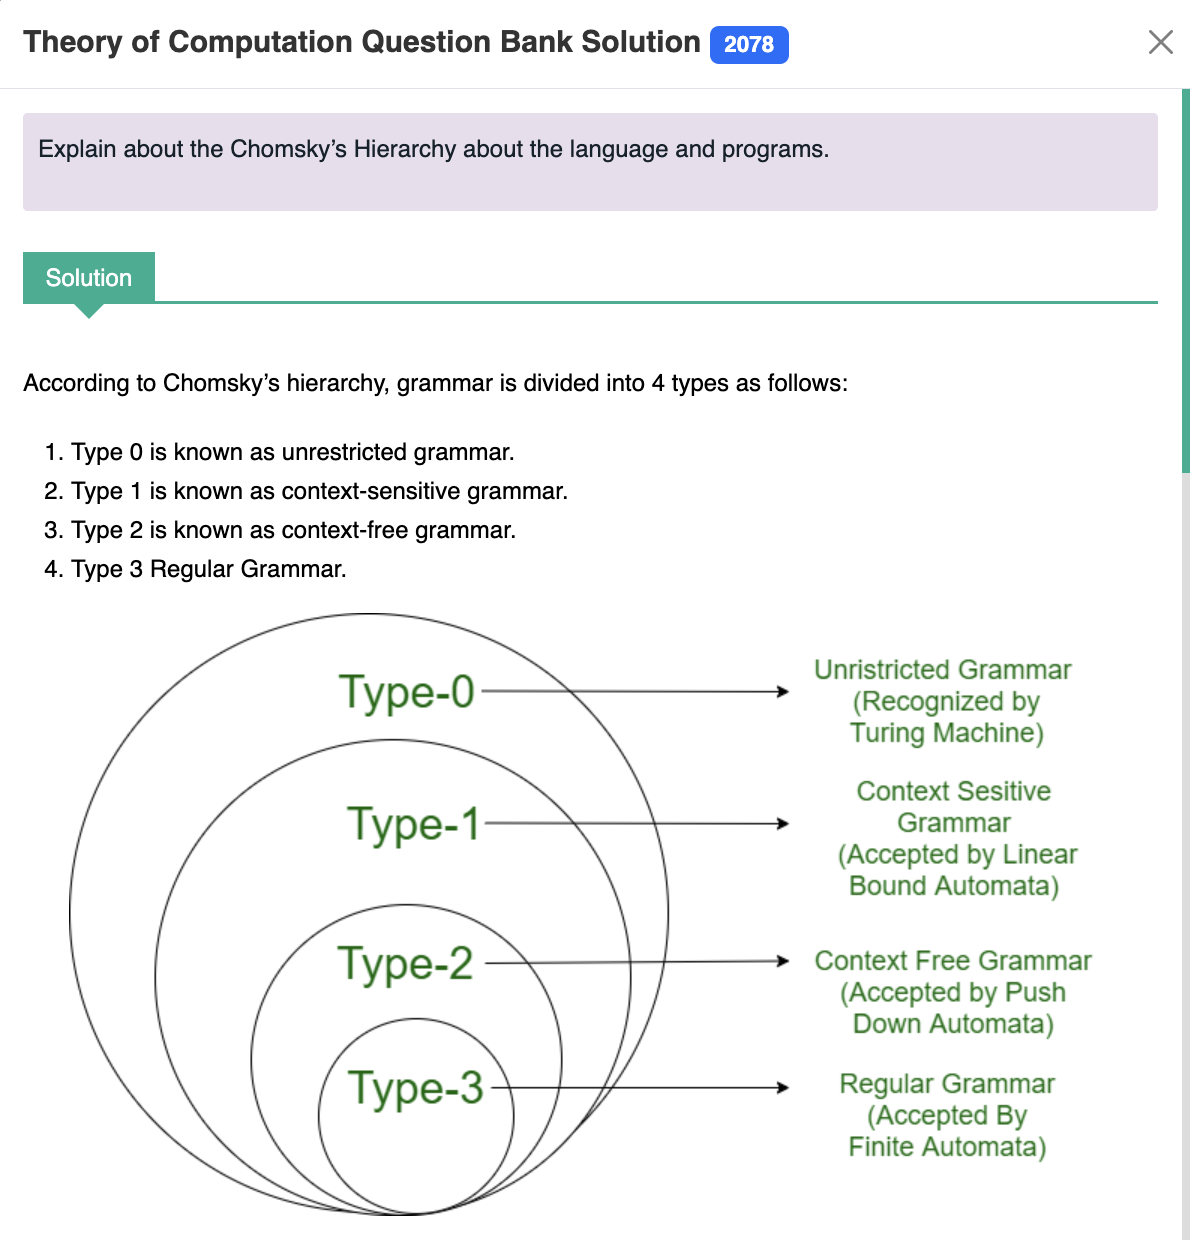 Theory of Computation Question Bank Solution 2078
Explain about the Chomsky’s Hierarchy about the language and programs.
Solution
According to Chomsky’s hierarchy, grammar is divided into 4 types as follows:
1. Type 0 is known as unrestricted grammar.
2. Type 1 is known as context-sensitive grammar.
3. Type 2 is known as context-free grammar.
4. Type 3 Regular Grammar.
Type-0
Unristricted Grammar
(Recognized by
Turing Machine)
Type-1
Context Sesitive
Grammar
(Accepted by Linear
Bound Automata)
Type-2
Context Free Grammar
(Accepted by Push
Down Automata)
Type-3
Regular Grammar
(Accepted By
Finite Automata)